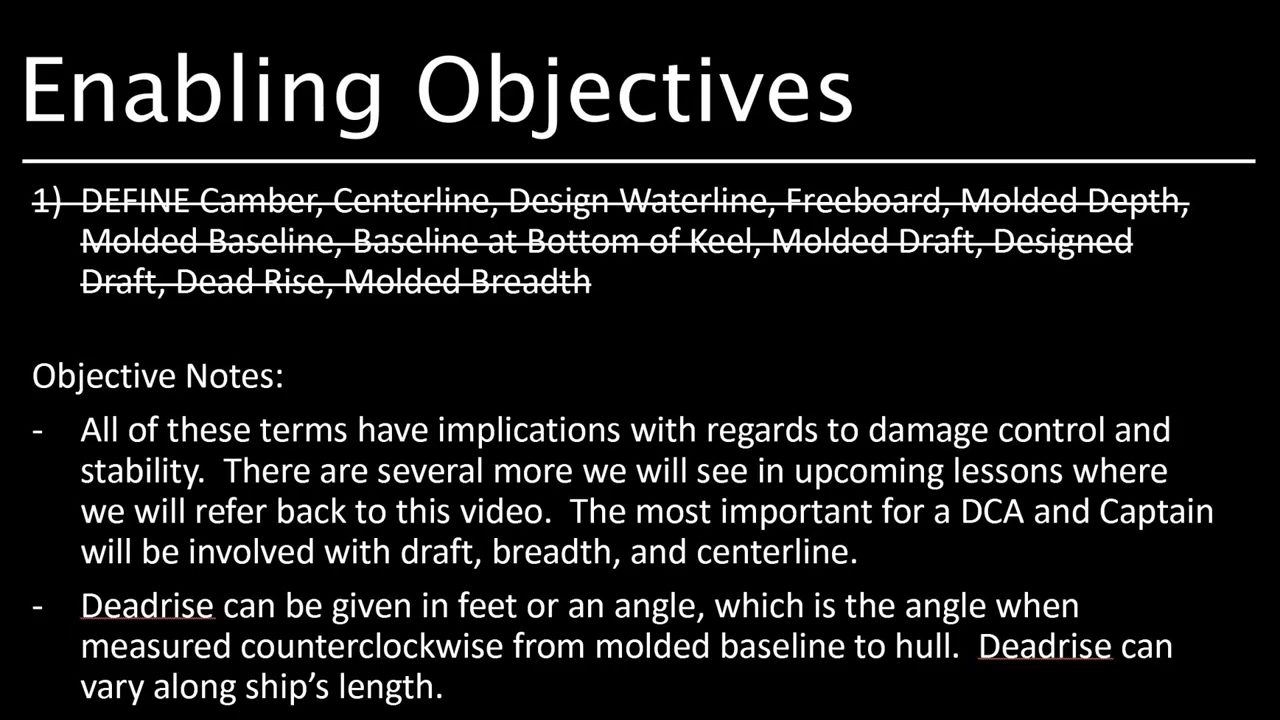 Enabling Objectives
1) DEFINE Camber, Centerline, Design Waterline, Freeboard, Molded Depth,
Molded Baseline, Baseline at Bottom of Keel, Molded Draft, Designed
Draft, Dead Rise, Molded Breadth
Objective Notes:
- All of these terms have implications with regards to damage control and
stability.  There are several more we will see in upcoming lessons where
we will refer back to this video.  The most important for a DCA and Captain
will be involved with draft, breadth, and centerline.
- Deadrise can be given in feet or an angle, which is the angle when
measured counterclockwise from molded baseline to hull.  Deadrise can
vary along ship’s length.